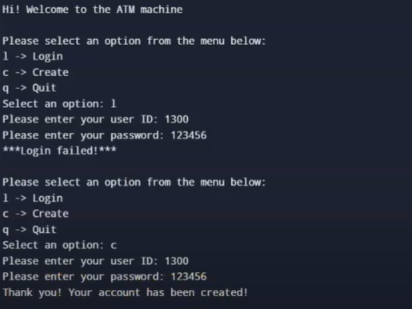 Hi! Welcome to the ATM machine
Please select an option from the menu below:
l -> Login
c -> Create
q -> Quit
Select an option: l
Please enter your user ID: 1300
Please enter your password: 123456
***Login failed!***
Please select an option from the menu below:
l -> Login
c -> Create
q -> Quit
Select an option: c
Please enter your user ID: 1300
Please enter your password: 123456
Thank you! Your account has been created!